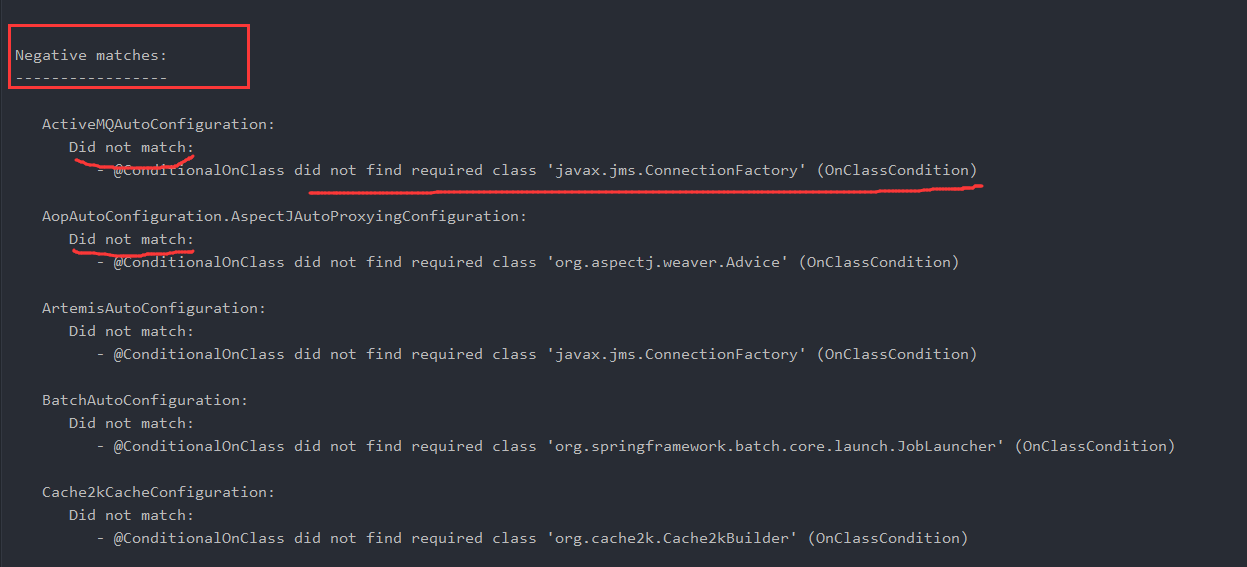 Negative matches:
-----------------
ActiveMQAutoConfiguration:
Did not match:
- @ConditionalOnClass did not find required class 'javax.jms.ConnectionFactory' (OnClassCondition)
AopAutoConfiguration.AspectJAutoProxyingConfiguration:
Did not match:
- @ConditionalOnClass did not find required class 'org.aspectj.weaver.Advice' (OnClassCondition)
ArtemisAutoConfiguration:
Did not match:
- @ConditionalOnClass did not find required class 'javax.jms.ConnectionFactory' (OnClassCondition)
BatchAutoConfiguration:
Did not match:
- @ConditionalOnClass did not find required class 'org.springframework.batch.core.launch.JobLauncher' (OnClassCondition)
Cache2kCacheConfiguration:
Did not match:
- @ConditionalOnClass did not find required class 'org.cache2k.Cache2kBuilder' (OnClassCondition)